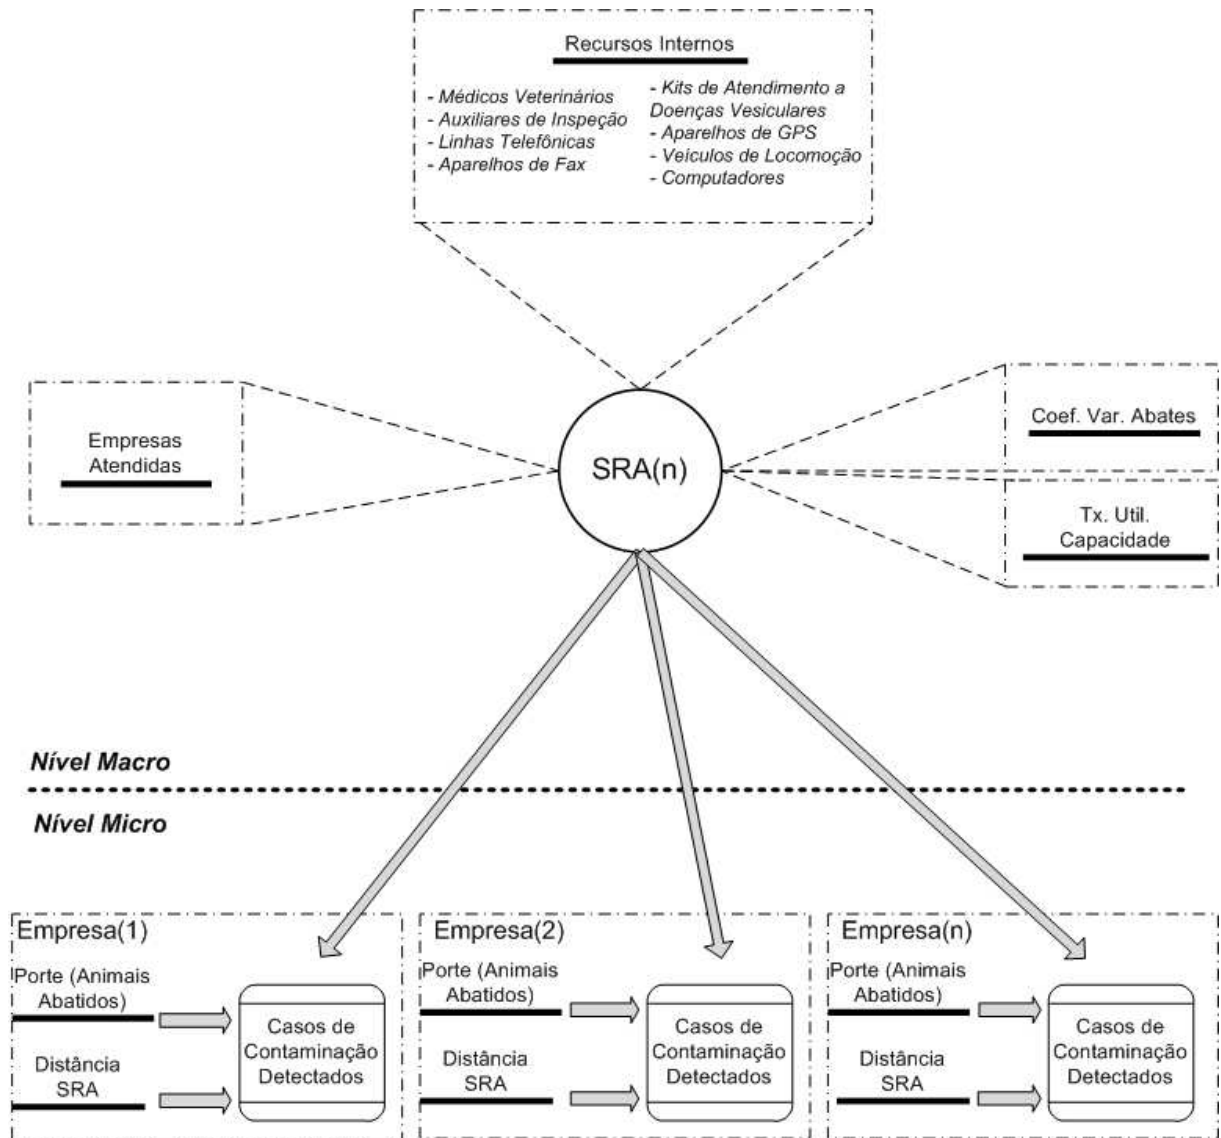 Recursos Internos
- Médicos Veterinários
- Auxiliares de Inspeção
- Linhas Telefônicas
- Aparelhos de Fax
- Kits de Atendimento a
Doenças Vesiculares
- Aparelhos de GPS
- Veículos de Locomoção
- Computadores
Empresas
Atendidas
SRA(n)
Coef. Var. Abates
Tx. Util.
Capacidade
Nível Macro
Nível Micro
Empresa(1)
Porte (Animais
Abatidos)
Distância
SRA
Casos de
Contaminação
Detectados
Empresa(2)
Porte (Animais
Abatidos)
Distância
SRA
Casos de
Contaminação
Detectados
Empresa(n)
Porte (Animais
Abatidos)
Distância
SRA
Casos de
Contaminação
Detectados